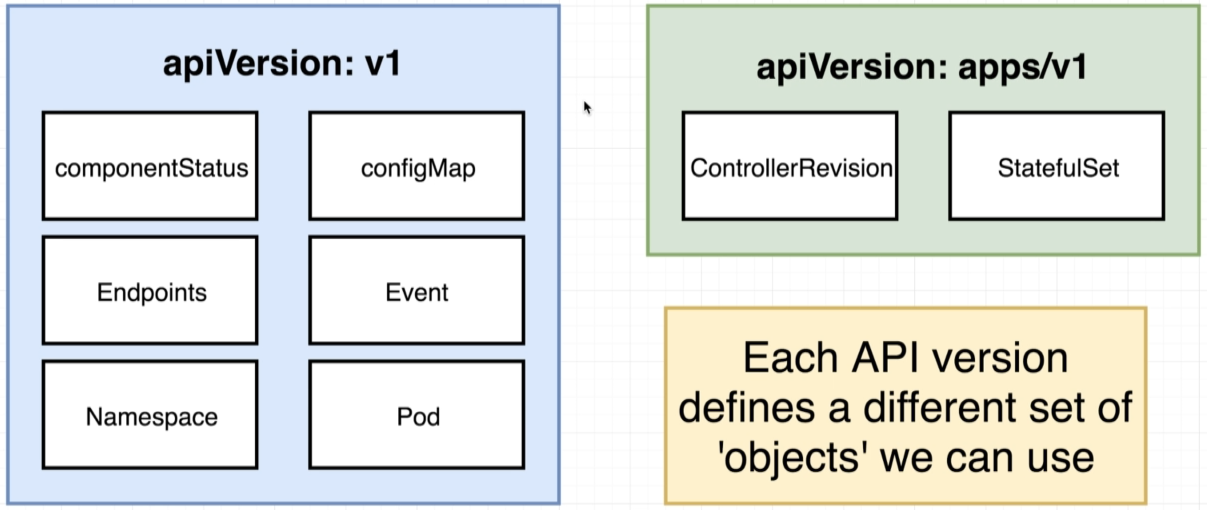 apiVersion: v1
componentStatus
configMap
Endpoints
Event
Namespace
Pod
apiVersion: apps/v1
ControllerRevision
StatefulSet
Each API version
defines a different set of
'objects' we can use